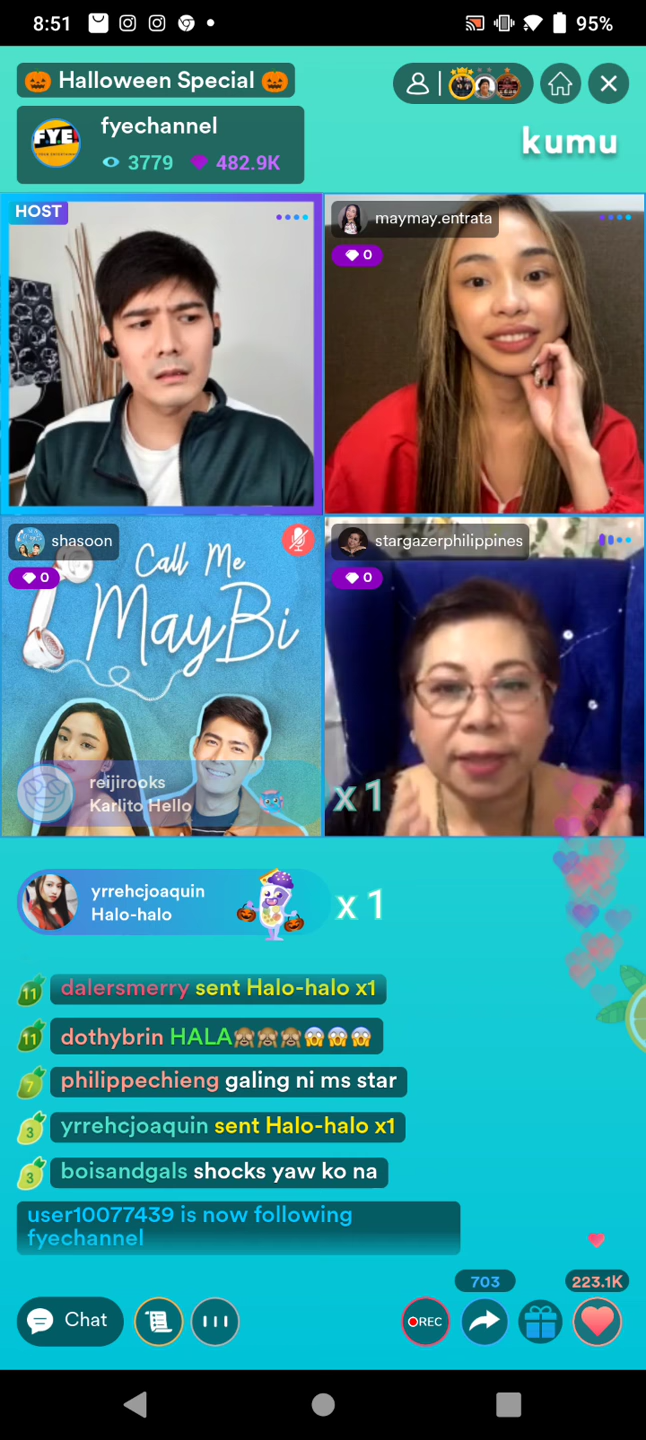 8:51
95%
🎃 Halloween Special 🎃
FYE
fyechannel
3779 482.9K
kumu
HOST
maymay.entrata
0
shasoon
0
Call Me
MayBi
reijirooks
Karlito Hello
stargazerphilippines
0
x 1
yrrehcjoaquin
Halo-halo
x 1
11 dalersmerry sent Halo-halo x1
11 dothybrin HALA🙈🙈🙈😱😱😱
7 philippechieng galing ni ms star
3 yrrehcjoaquin sent Halo-halo x1
3 boisandgals shocks yaw ko na
user10077439 is now following
fyechannel
703
223.1K
Chat
REC